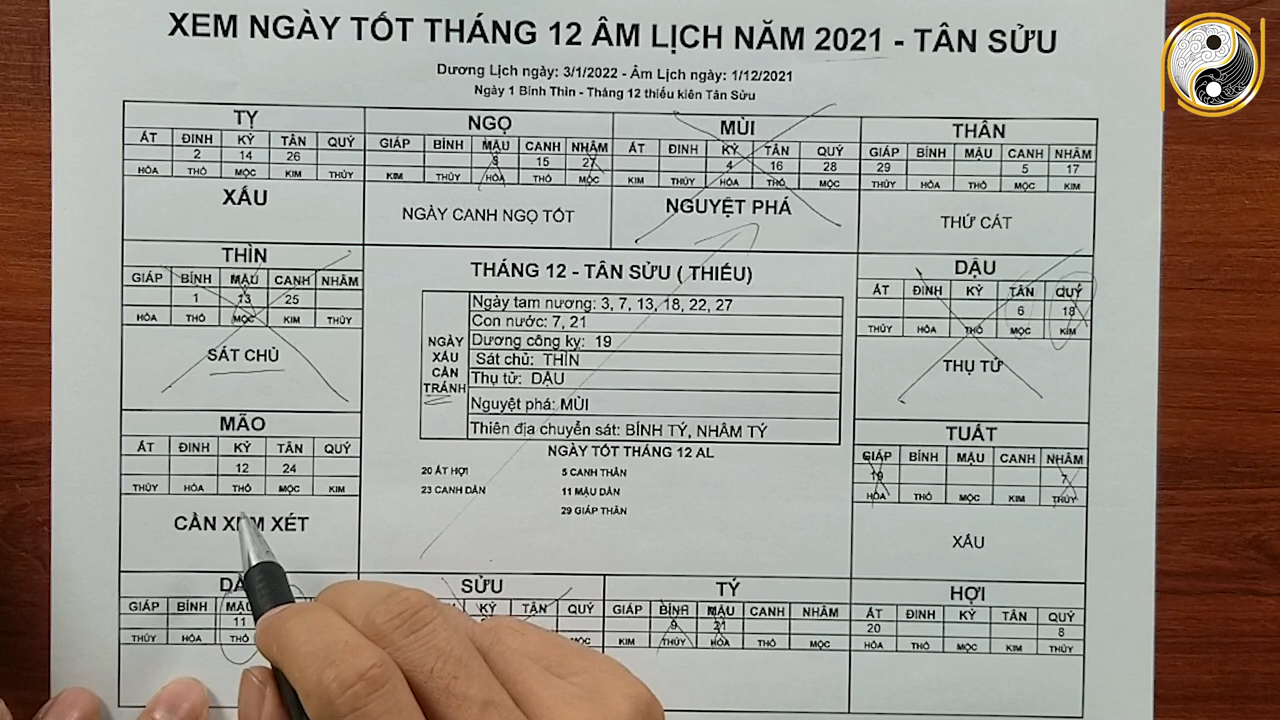 XEM NGÀY TỐT THÁNG 12 ÂM LỊCH NĂM 2021 - TÂN SỬU
Dương Lịch ngày: 3/1/2022 - Âm Lịch ngày: 1/12/2021
Ngày 1 Bính Thìn - Tháng 12 thiếu kiên Tân Sửu
TỴ
ẤT ĐINH KỶ TÂN QUÝ
2 14 26
HỎA THỔ MỘC KIM THỦY
XẤU
NGỌ
GIÁP BÍNH MẬU CANH NHÂM
3 15 27
KIM THỦY HỎA THỔ MỘC
NGÀY CANH NGỌ TỐT
MÙI
ẤT ĐINH KỶ TÂN QUÝ
4 16 28
KIM THỦY HỎA THỔ MỘC
NGUYỆT PHÁ
THÂN
GIÁP BÍNH MẬU CANH NHÂM
29 5 17
THỦY HỎA THỔ MỘC KIM
THỨ CÁT
THÌN
GIÁP BÍNH MẬU CANH NHÂM
1 13 25
HỎA THỔ MỘC KIM THỦY
SÁT CHỦ
THÁNG 12 - TÂN SỬU ( THIẾU)
NGÀY XẤU CẦN TRÁNH
Ngày tam nương: 3, 7, 13, 18, 22, 27
Con nước: 7, 21
Dương công kỵ: 19
Sát chủ: THÌN
Thụ tử: DẬU
Nguyệt phá: MÙI
Thiên địa chuyển sát: BÍNH TÝ, NHÂM TÝ
NGÀY TỐT THÁNG 12 AL
20 ẤT HỢI 5 CANH THÂN
23 CANH DẦN 11 MẬU DẦN
29 GIÁP THÂN
DẬU
ẤT ĐINH KỶ TÂN QUÝ
6 18
THỦY HỎA THỔ MỘC KIM
THỤ TỬ
MÃO
ẤT ĐINH KỶ TÂN QUÝ
12 24
THỦY HỎA THỔ MỘC KIM
CẦN XEM XÉT
TUẤT
GIÁP BÍNH MẬU CANH NHÂM
19 7
HỎA THỔ MỘC KIM THỦY
XẤU
GIÁP BÍNH MẬU
11
THỦY HỎA THỔ
SỬU
KỶ TÂN QUÝ
MỘC
TÝ
GIÁP BÍNH MẬU CANH NHÂM
9 21
KIM THỦY HỎA THỔ MỘC
HỢI
ẤT ĐINH KỶ TÂN QUÝ
20 8
HỎA THỔ MỘC KIM THỦY